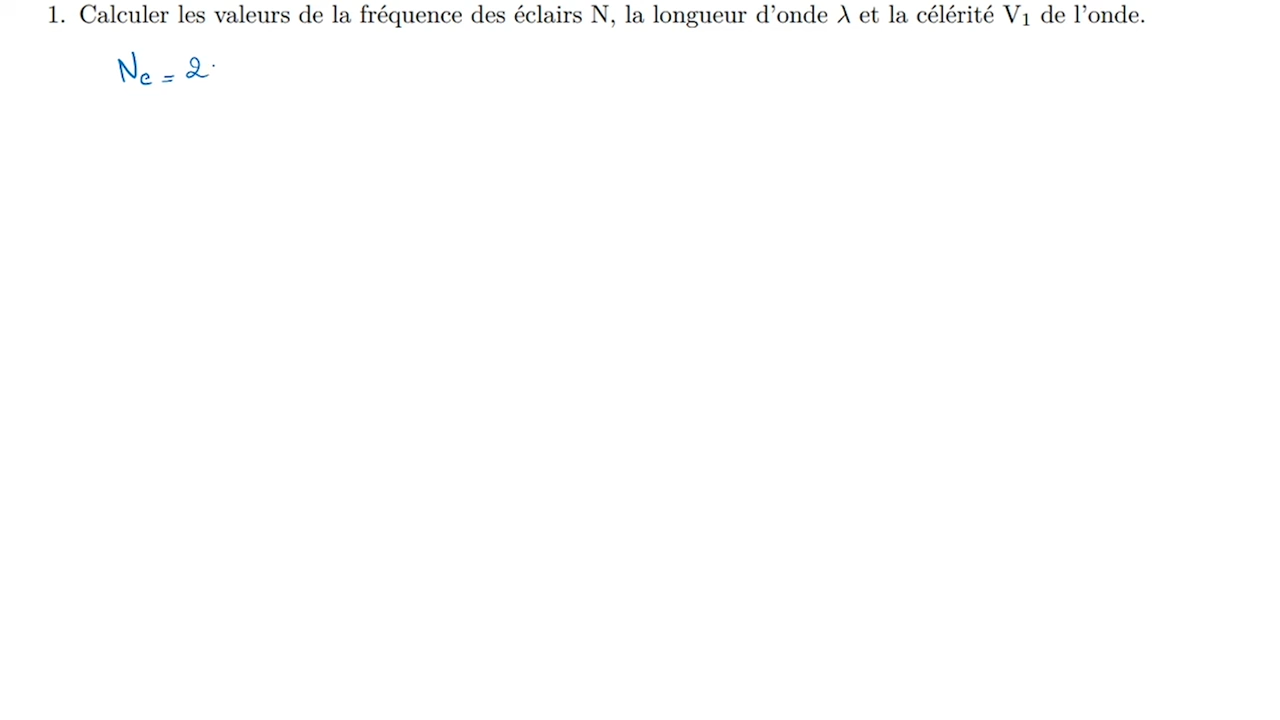 1. Calculer les valeurs de la fréquence des éclairs N, la longueur d'onde λ et la célérité V₁ de l'onde.
Ne = 2.